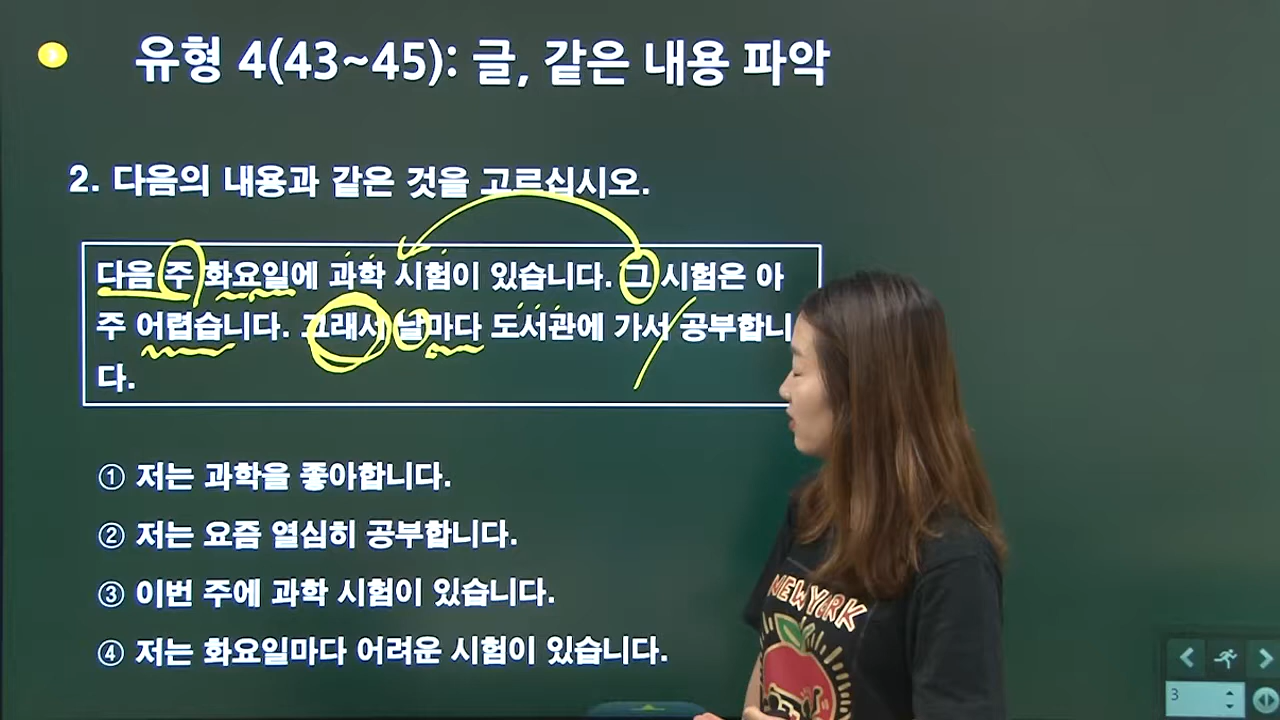 유형 4(43~45): 글, 같은 내용 파악
2. 다음의 내용과 같은 것을 고르십시오.
다음 주 화요일에 과학 시험이 있습니다. 그 시험은 아
주 어렵습니다. 그래서 날마다 도서관에 가서 공부합니
다.
① 저는 과학을 좋아합니다.
② 저는 요즘 열심히 공부합니다.
③ 이번 주에 과학 시험이 있습니다.
④ 저는 화요일마다 어려운 시험이 있습니다.
NEW YORK
3